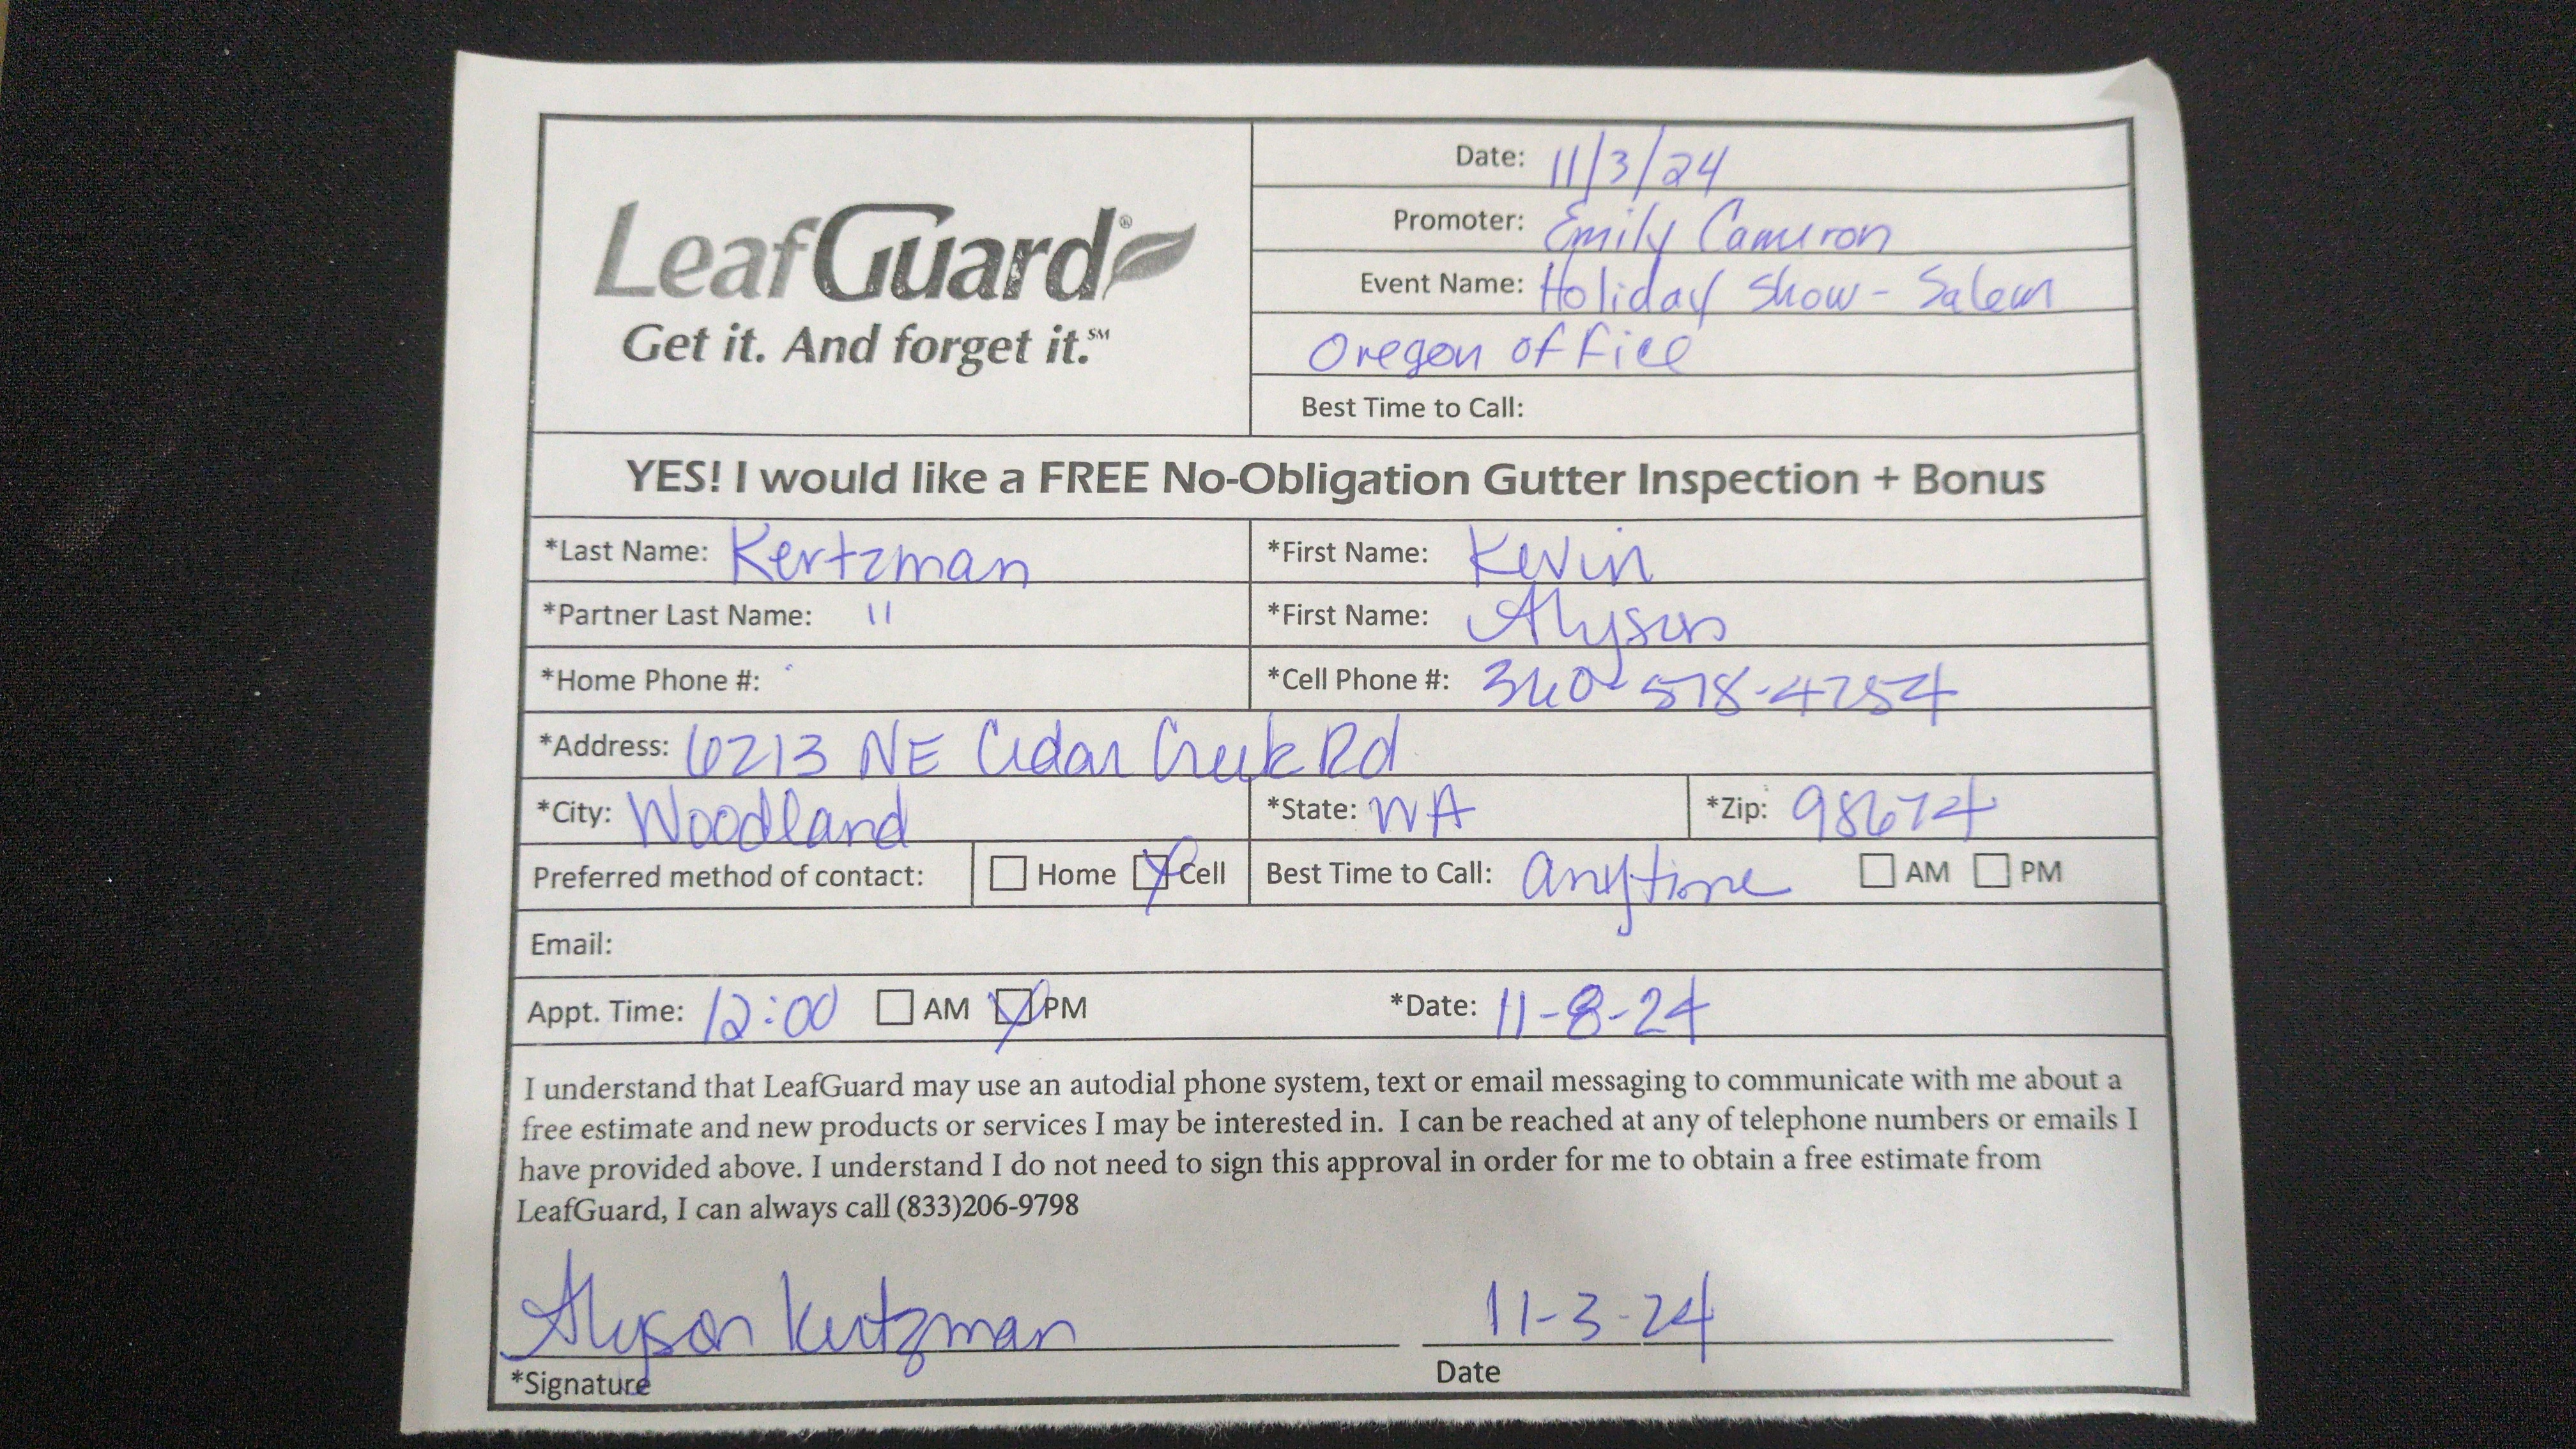 LeafGuard®
Get it. And forget it.℠
Date: 11/3/24
Promoter: Emily Cameron
Event Name: Holiday Show - Salem
Oregon office
Best Time to Call:
YES! I would like a FREE No-Obligation Gutter Inspection + Bonus
*Last Name: Kertzman *First Name: Kevin
*Partner Last Name: " *First Name: Alyson
*Home Phone #: *Cell Phone #: 360 578-4754
*Address: 6213 NE Cedar Creek Rd
*City: Woodland *State: WA *Zip: 98674
Preferred method of contact: ☐ Home ☒ Cell Best Time to Call: anytime ☐ AM ☐ PM
Email:
Appt. Time: 12:00 ☐ AM ☒ PM *Date: 11-8-24
I understand that LeafGuard may use an autodial phone system, text or email messaging to communicate with me about a
free estimate and new products or services I may be interested in. I can be reached at any of telephone numbers or emails I
have provided above. I understand I do not need to sign this approval in order for me to obtain a free estimate from
LeafGuard, I can always call (833)206-9798
Alyson Kertzman 11-3-24
*Signature Date